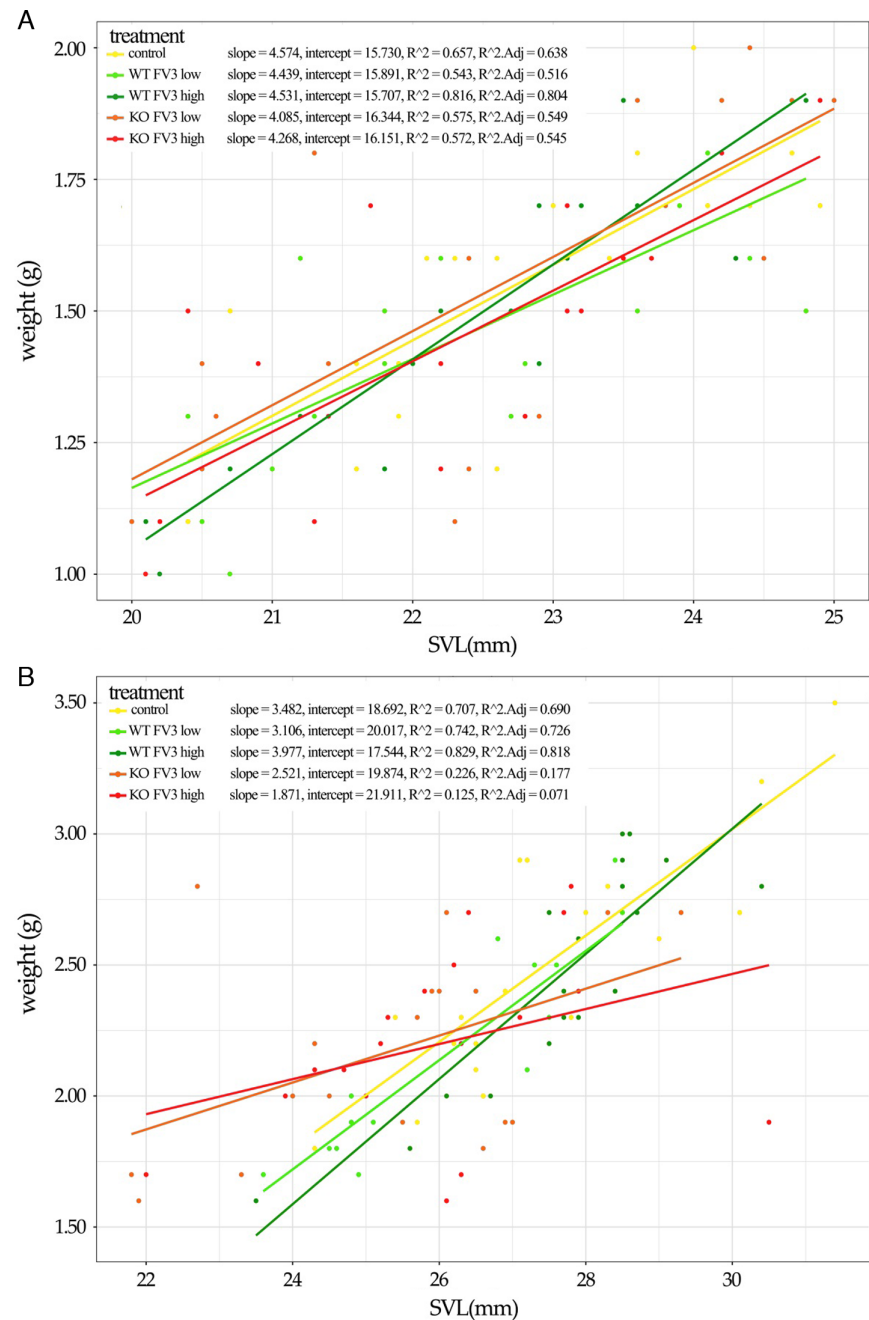 A
treatment
control slope = 4.574, intercept = 15.730, R^2 = 0.657, R^2.Adj = 0.638
WT FV3 low slope = 4.439, intercept = 15.891, R^2 = 0.543, R^2.Adj = 0.516
WT FV3 high slope = 4.531, intercept = 15.707, R^2 = 0.816, R^2.Adj = 0.804
KO FV3 low slope = 4.085, intercept = 16.344, R^2 = 0.575, R^2.Adj = 0.549
KO FV3 high slope = 4.268, intercept = 16.151, R^2 = 0.572, R^2.Adj = 0.545
2.00
1.75
1.50
1.25
1.00
weight (g)
20 21 22 23 24 25
SVL(mm)
B
treatment
control slope = 3.482, intercept = 18.692, R^2 = 0.707, R^2.Adj = 0.690
WT FV3 low slope = 3.106, intercept = 20.017, R^2 = 0.742, R^2.Adj = 0.726
WT FV3 high slope = 3.977, intercept = 17.544, R^2 = 0.829, R^2.Adj = 0.818
KO FV3 low slope = 2.521, intercept = 19.874, R^2 = 0.226, R^2.Adj = 0.177
KO FV3 high slope = 1.871, intercept = 21.911, R^2 = 0.125, R^2.Adj = 0.071
3.50
3.00
2.50
2.00
1.50
weight (g)
22 24 26 28 30
SVL(mm)